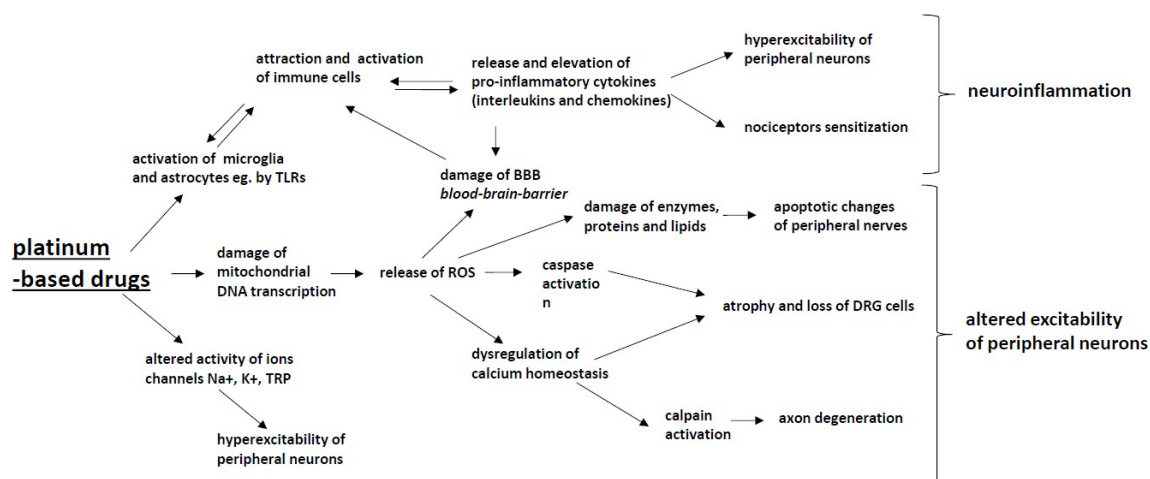 attraction and activation
of immune cells
release and elevation of
pro-inflammatory cytokines
(interleukins and chemokines)
hyperexcitability of
peripheral neurons
nociceptors sensitization
neuroinflammation
activation of microglia
and astrocytes eg. by TLRs
damage of BBB
blood-brain-barrier
platinum
-based drugs
damage of
mitochondrial
DNA transcription
release of ROS
damage of enzymes,
proteins and lipids
apoptotic changes
of peripheral nerves
caspase
activatio
n
atrophy and loss of DRG cells
dysregulation of
calcium homeostasis
calpain
activation
axon degeneration
altered excitability
of peripheral neurons
altered activity of ions
channels Na+, K+, TRP
hyperexcitability of
peripheral neurons